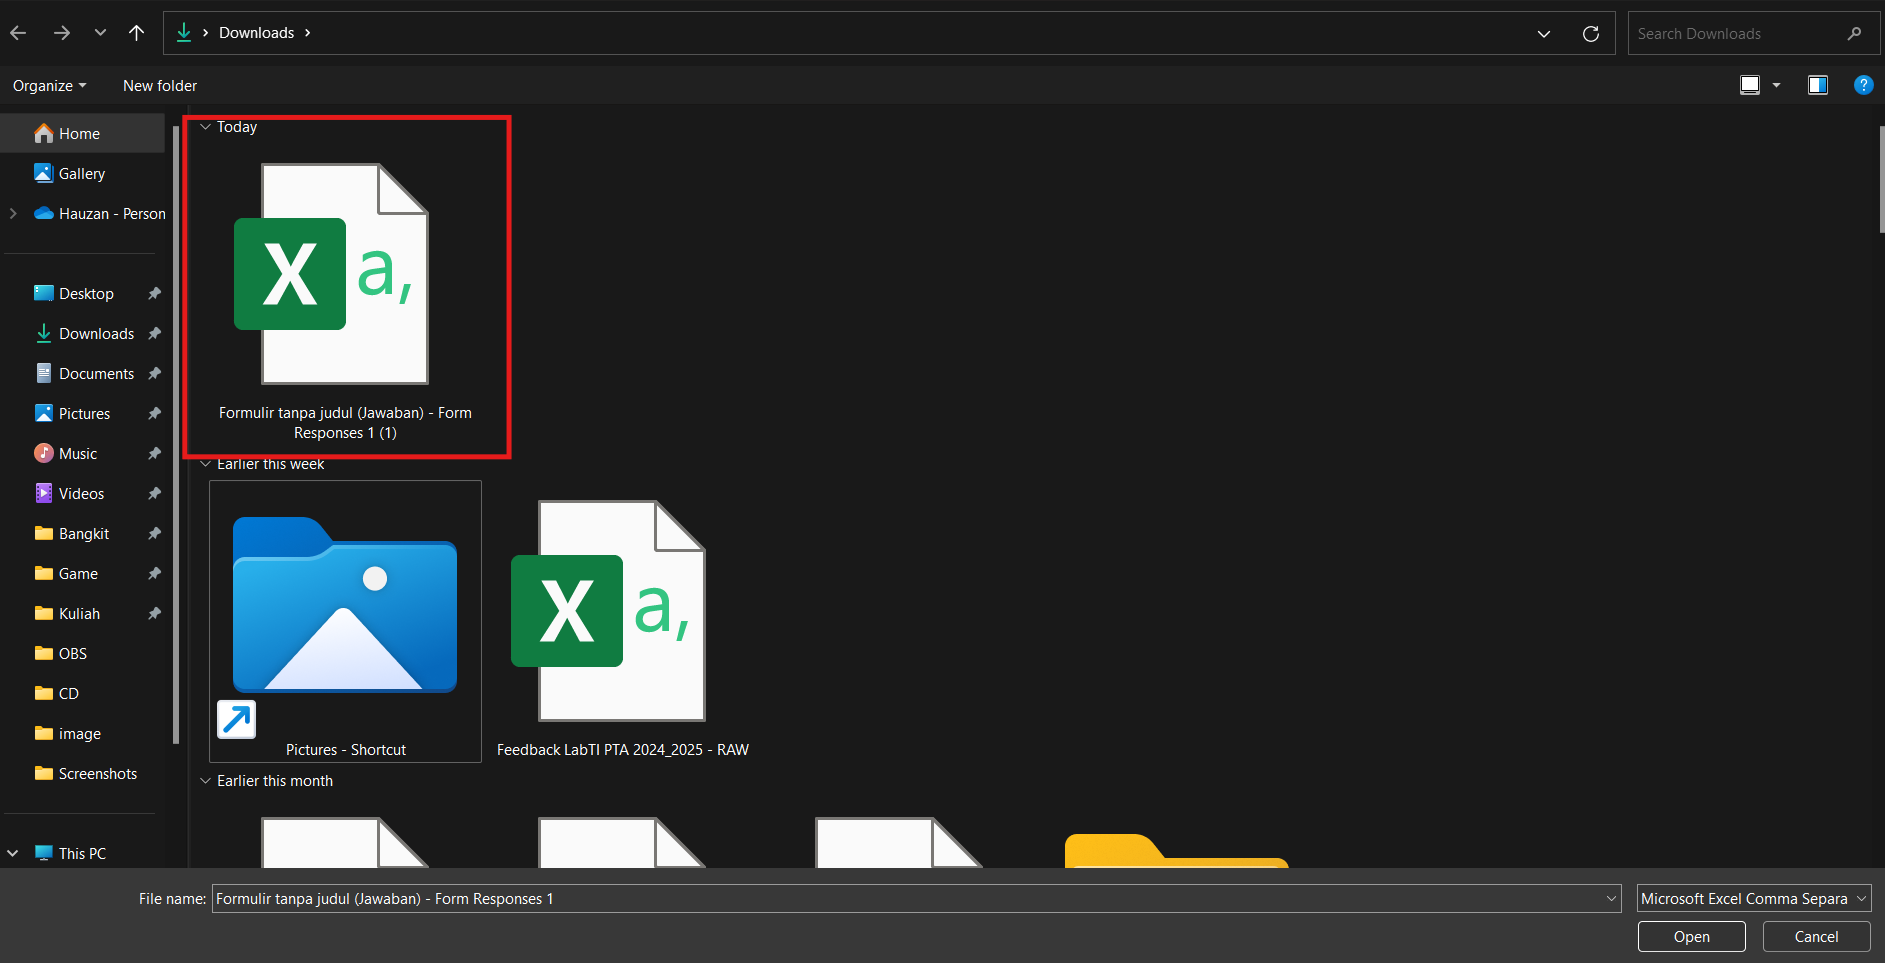 Downloads
Search Downloads
Organize
New folder
?
Home
Gallery
Hauzan - Person
Desktop
Downloads
Documents
Pictures
Music
Videos
Bangkit
Game
Kuliah
OBS
CD
image
Screenshots
This PC
Today
X a,
Formulir tanpa judul (Jawaban) - Form
Responses 1 (1)
Earlier this week
X a,
Pictures - Shortcut
Feedback LabTI PTA 2024_2025 - RAW
Earlier this month
File name: Formulir tanpa judul (Jawaban) - Form Responses 1
Microsoft Excel Comma Separa
Open
Cancel